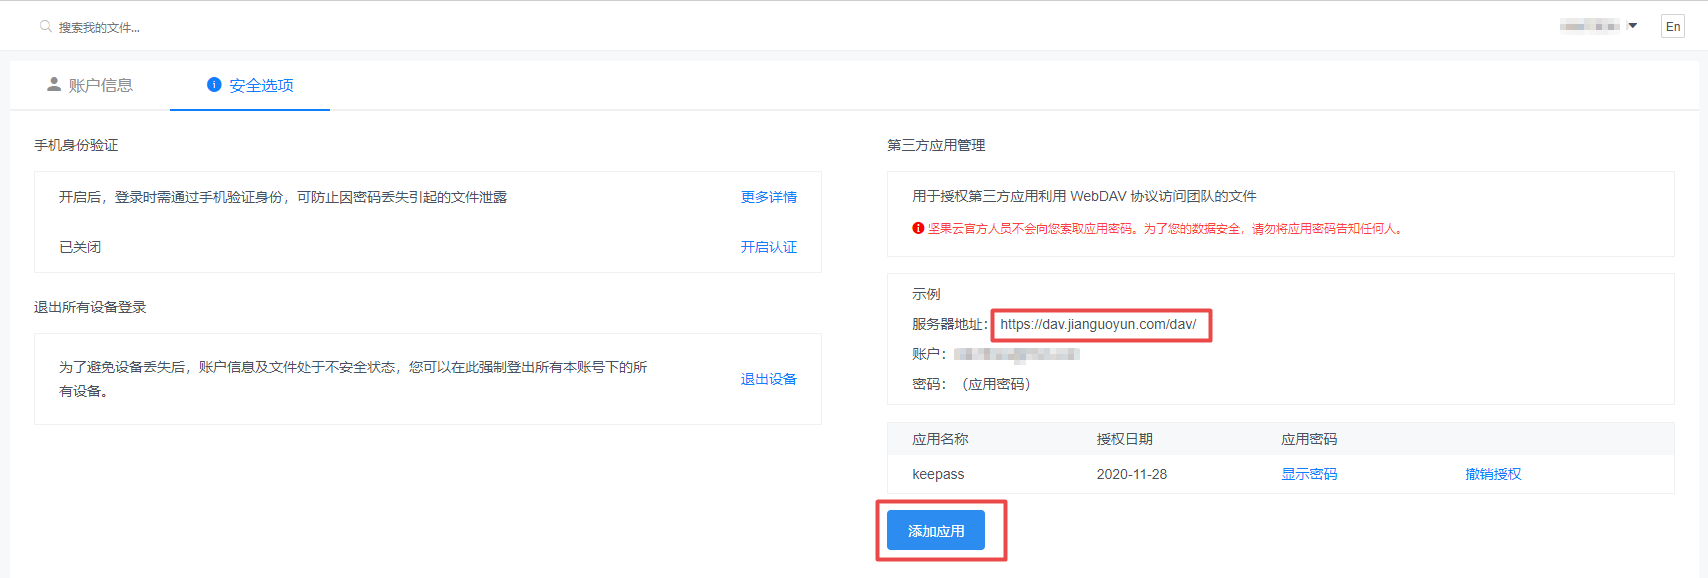 搜索我的文件...
En
账户信息
安全选项
手机身份验证
开启后，登录时需通过手机验证身份，可防止因密码丢失引起的文件泄露
更多详情
已关闭
开启认证
退出所有设备登录
为了避免设备丢失后，账户信息及文件处于不安全状态，您可以在此强制登出所有本账号下的所
有设备。
退出设备
第三方应用管理
用于授权第三方应用利用 WebDAV 协议访问团队的文件
坚果云官方人员不会向您索取应用密码。为了您的数据安全，请勿将应用密码告知任何人。
示例
服务器地址：https://dav.jianguoyun.com/dav/
账户：
密码：（应用密码）
应用名称 授权日期 应用密码
keepass 2020-11-28 显示密码 撤销授权
添加应用